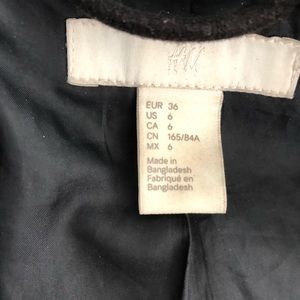 EUR 36
US 6
CA 6
CN 165/84A
MX 6
Made in
Bangladesh
Fabriqué en
Bangladesh